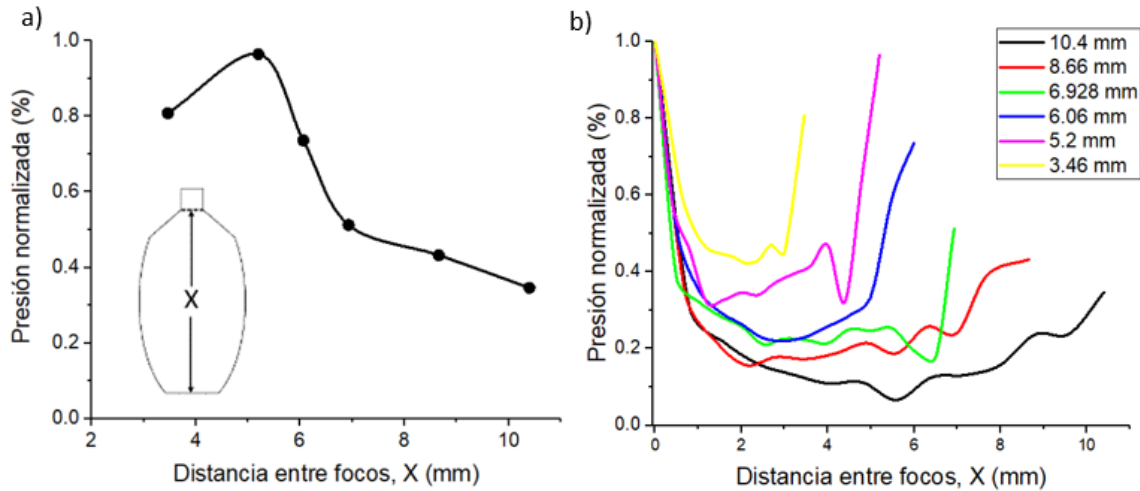 a)
Presión normalizada (%)
1.0
0.8
0.6
0.4
0.2
0.0
X
2
4
6
8
10
Distancia entre focos, X (mm)
b)
Presión normalizada (%)
1.0
0.8
0.6
0.4
0.2
0.0
10.4 mm
8.66 mm
6.928 mm
6.06 mm
5.2 mm
3.46 mm
0
2
4
6
8
10
Distancia entre focos, X (mm)